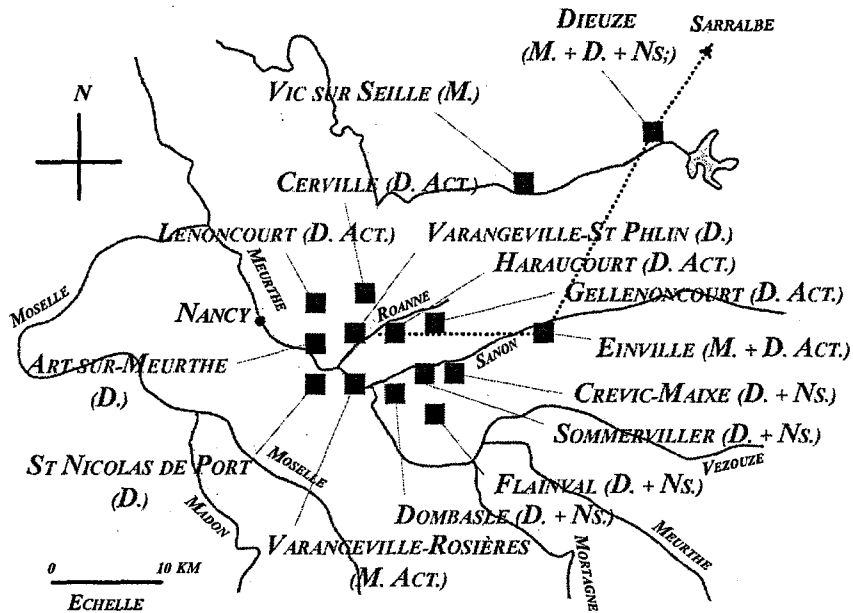 DIEUZE
(M. + D. + NS;)
SARRALBE
N
VIC SUR SEILLE (M.)
CERVILLE (D. ACT.)
LENONCOURT (D. ACT.)
VARANGEVILLE-ST PHLIN (D.)
MEURTHE
HARAUCOURT (D. ACT.)
GELLENONCOURT (D. ACT.)
MOSELLE
ROANNE
NANCY
SANON
EINVILLE (M. + D. ACT.)
ART-SUR-MEURTHE
(D.)
CREVIC-MAIXE (D. + NS.)
SOMMERVILLER (D. + NS.)
VEZOUZE
ST NICOLAS DE PORT
(D.)
MOSELLE
FLAINVAL (D. + NS.)
MADON
DOMBASLE (D. + NS.)
MEURTHE
VARANGEVILLE-ROSIÈRES
(M. ACT.)
MORTAGNE
0 10 KM
ECHELLE